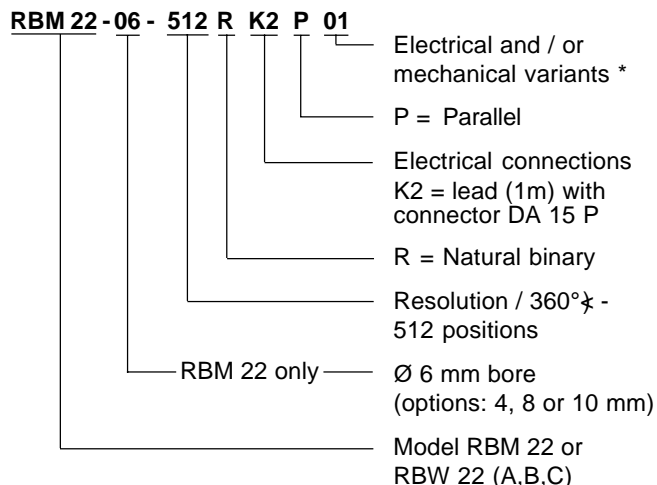 RBM 22 - 06 - 512 R K2 P 01
Electrical and / or
mechanical variants *
P = Parallel
Electrical connections
K2 = lead (1m) with
connector DA 15 P
R = Natural binary
Resolution / 360°∢ -
512 positions
RBM 22 only
Ø 6 mm bore
(options: 4, 8 or 10 mm)
Model RBM 22 or
RBW 22 (A,B,C)